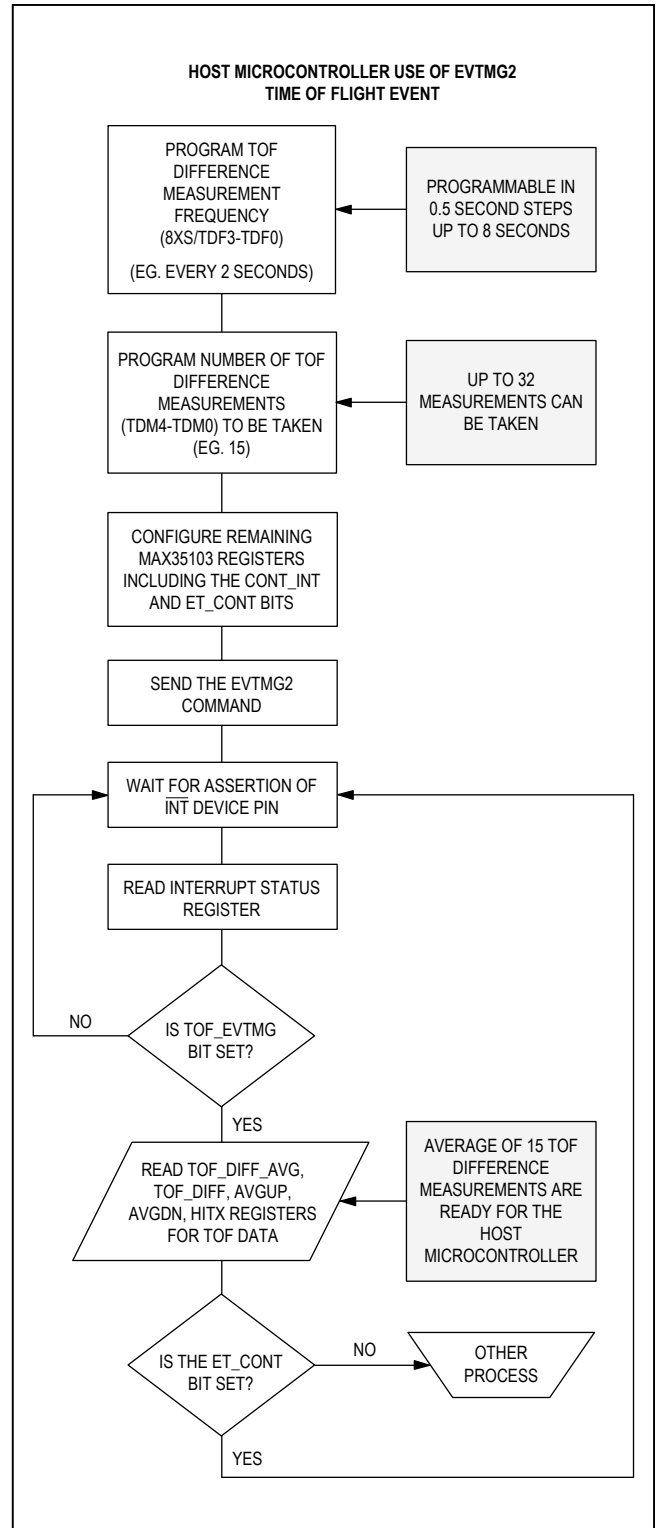 HOST MICROCONTROLLER USE OF EVTMG2
TIME OF FLIGHT EVENT
PROGRAM TOF
DIFFERENCE
MEASUREMENT
FREQUENCY
(8XS/TDF3-TDF0)
(EG. EVERY 2 SECONDS)
PROGRAMMABLE IN
0.5 SECOND STEPS
UP TO 8 SECONDS
PROGRAM NUMBER OF TOF
DIFFERENCE
MEASUREMENTS
(TDM4-TDM0) TO BE TAKEN
(EG. 15)
UP TO 32
MEASUREMENTS CAN
BE TAKEN
CONFIGURE REMAINING
MAX35103 REGISTERS
INCLUDING THE CONT_INT
AND ET_CONT BITS
SEND THE EVTMG2
COMMAND
WAIT FOR ASSERTION OF
INT DEVICE PIN
READ INTERRUPT STATUS
REGISTER
NO
IS TOF_EVTMG
BIT SET?
YES
READ TOF_DIFF_AVG,
TOF_DIFF, AVGUP,
AVGDN, HITX REGISTERS
FOR TOF DATA
AVERAGE OF 15 TOF
DIFFERENCE
MEASUREMENTS ARE
READY FOR THE
HOST
MICROCONTROLLER
IS THE ET_CONT
BIT SET?
NO
OTHER
PROCESS
YES